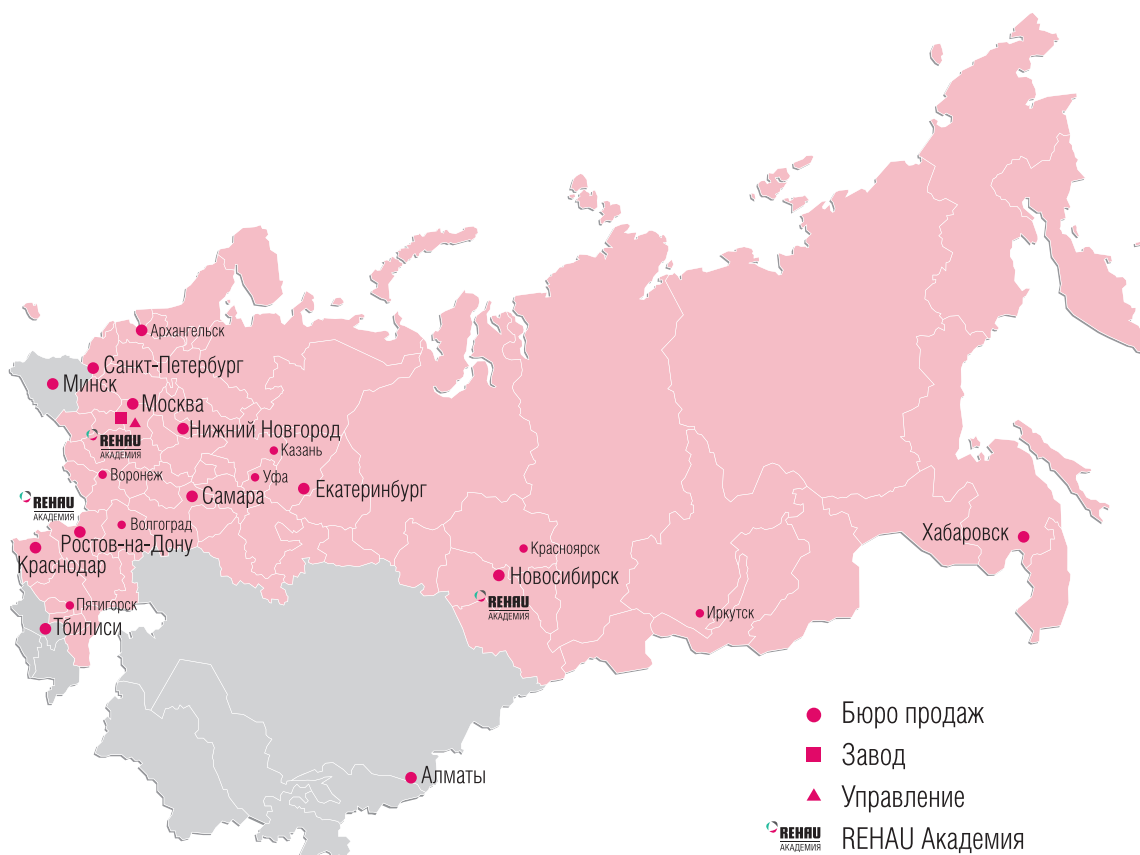 Архангельск
Санкт-Петербург
Минск
Москва
Нижний Новгород
REHAU
АКАДЕМИЯ
Казань
Воронеж
Уфа
Екатеринбург
Самара
REHAU
АКАДЕМИЯ
Волгоград
Ростов-на-Дону
Краснодар
Хабаровск
Красноярск
Новосибирск
REHAU
АКАДЕМИЯ
Пятигорск
Иркутск
Тбилиси
Алматы
Бюро продаж
Завод
Управление
REHAU
АКАДЕМИЯ
REHAU Академия